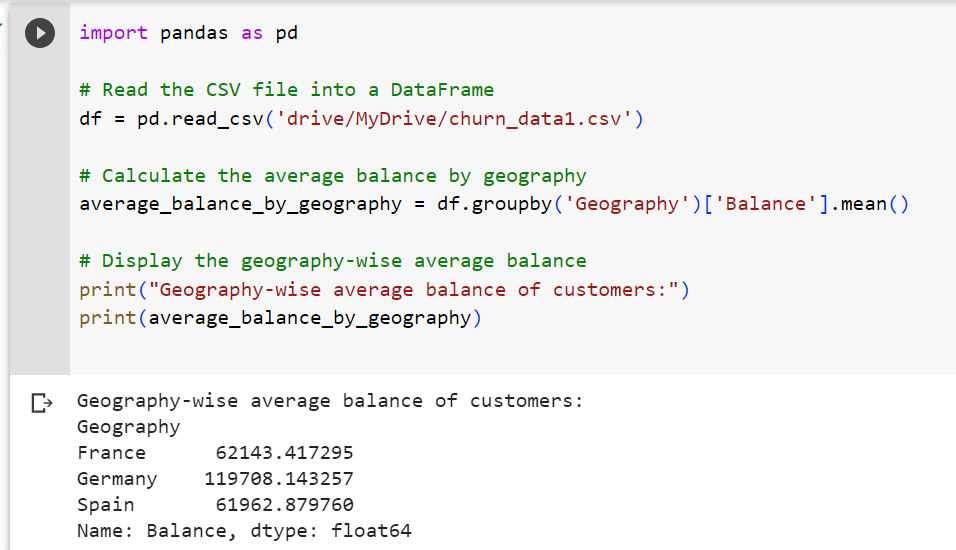 import pandas as pd
# Read the CSV file into a DataFrame
df = pd.read_csv('drive/MyDrive/churn_data1.csv')
# Calculate the average balance by geography
average_balance_by_geography = df.groupby('Geography')['Balance'].mean()
# Display the geography-wise average balance
print("Geography-wise average balance of customers:")
print(average_balance_by_geography)
Geography-wise average balance of customers:
Geography
France      62143.417295
Germany    119708.143257
Spain       61962.879760
Name: Balance, dtype: float64